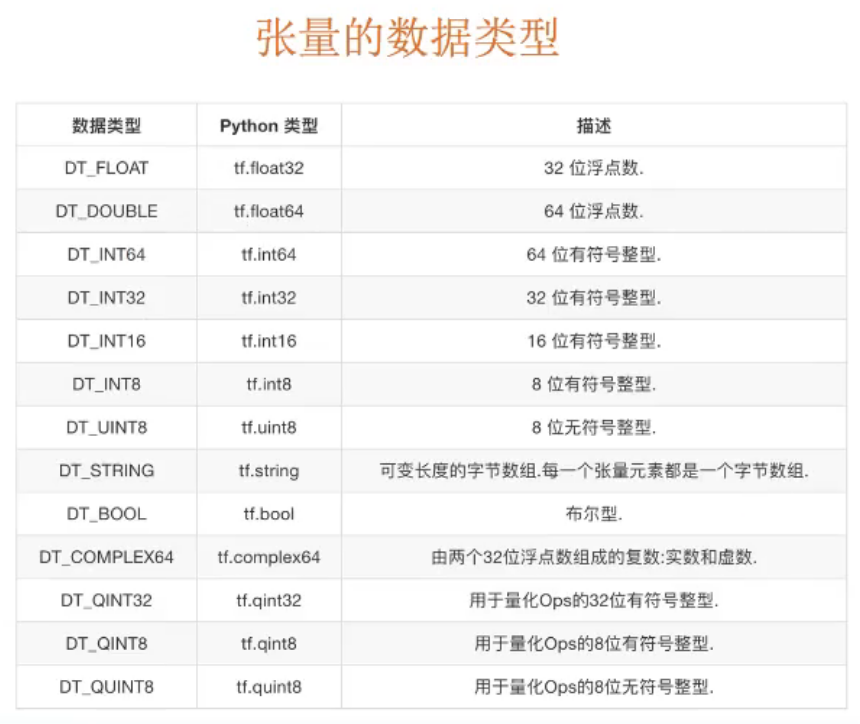 张量的数据类型
数据类型 Python 类型 描述
DT_FLOAT tf.float32 32 位浮点数.
DT_DOUBLE tf.float64 64 位浮点数.
DT_INT64 tf.int64 64 位有符号整型.
DT_INT32 tf.int32 32 位有符号整型.
DT_INT16 tf.int16 16 位有符号整型.
DT_INT8 tf.int8 8 位有符号整型.
DT_UINT8 tf.uint8 8 位无符号整型.
DT_STRING tf.string 可变长度的字节数组.每一个张量元素都是一个字节数组.
DT_BOOL tf.bool 布尔型.
DT_COMPLEX64 tf.complex64 由两个32位浮点数组成的复数:实数和虚数.
DT_QINT32 tf.qint32 用于量化Ops的32位有符号整型.
DT_QINT8 tf.qint8 用于量化Ops的8位有符号整型.
DT_QUINT8 tf.quint8 用于量化Ops的8位无符号整型.